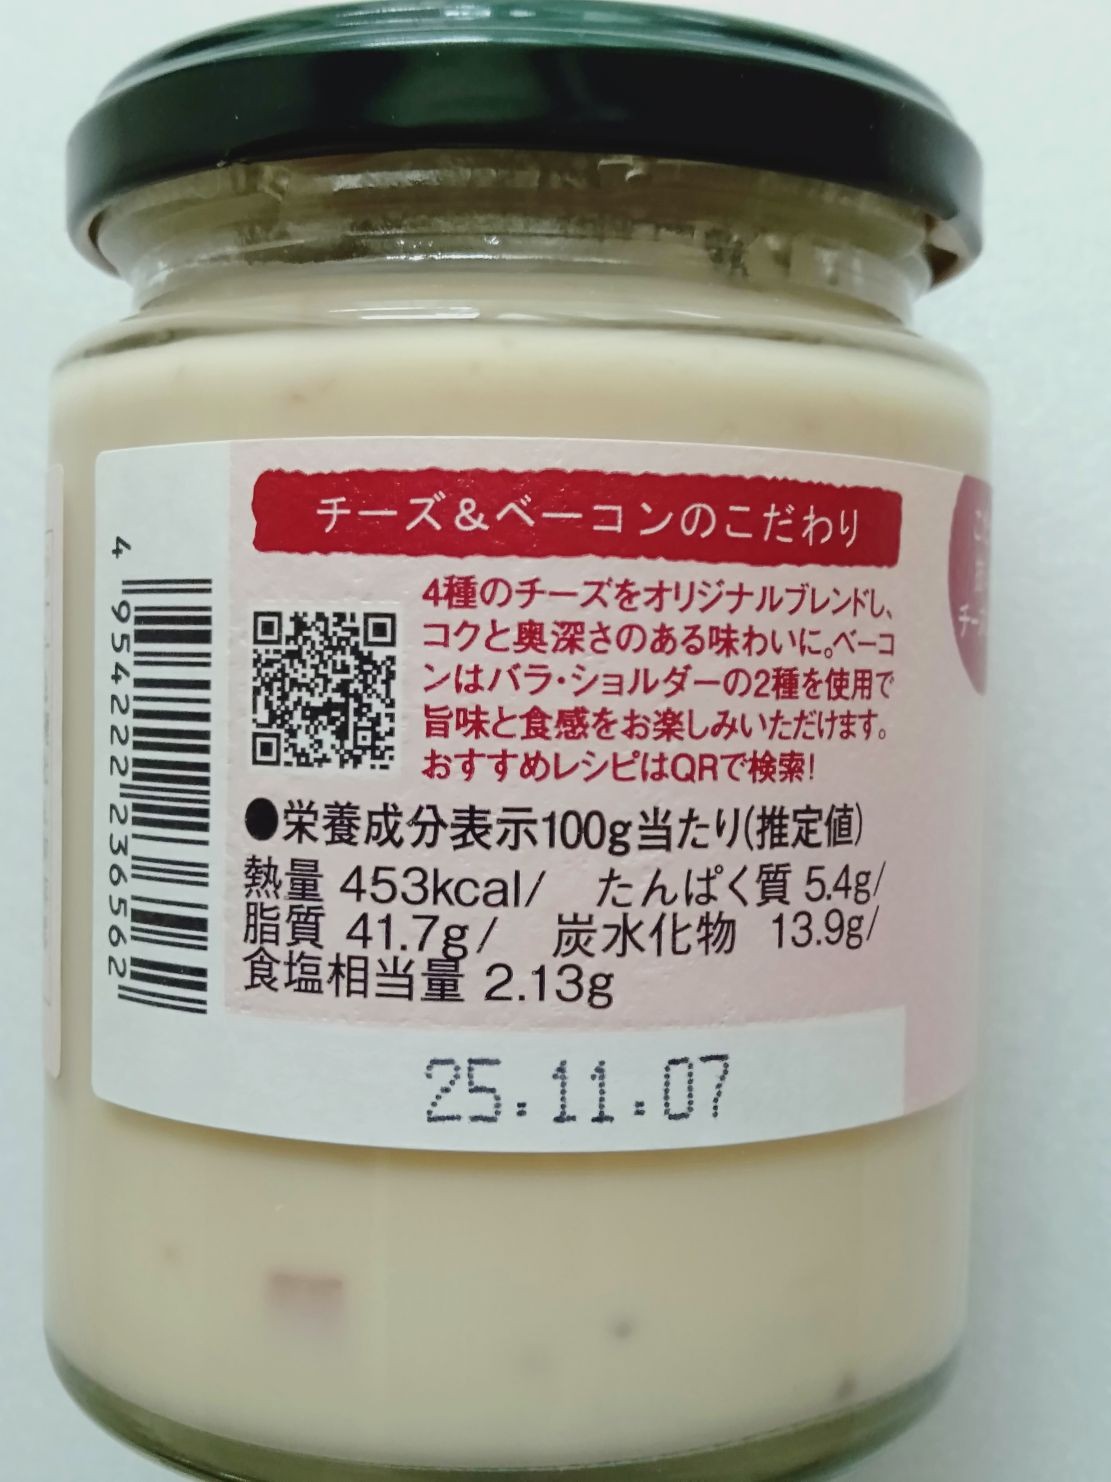 チーズ&ベーコンのこだわり
4種のチーズをオリジナルブレンドし、
コクと奥深さのある味わいに。ベーコ
ンはバラ・ショルダーの2種を使用で
旨味と食感をお楽しみいただけます。
おすすめレシピはQRで検索!
●栄養成分表示100g当たり(推定値)
熱量 453kcal/ たんぱく質 5.4g/
脂質 41.7g/ 炭水化物 13.9g/
食塩相当量 2.13g
25.11.07
4 954222 236562
チー